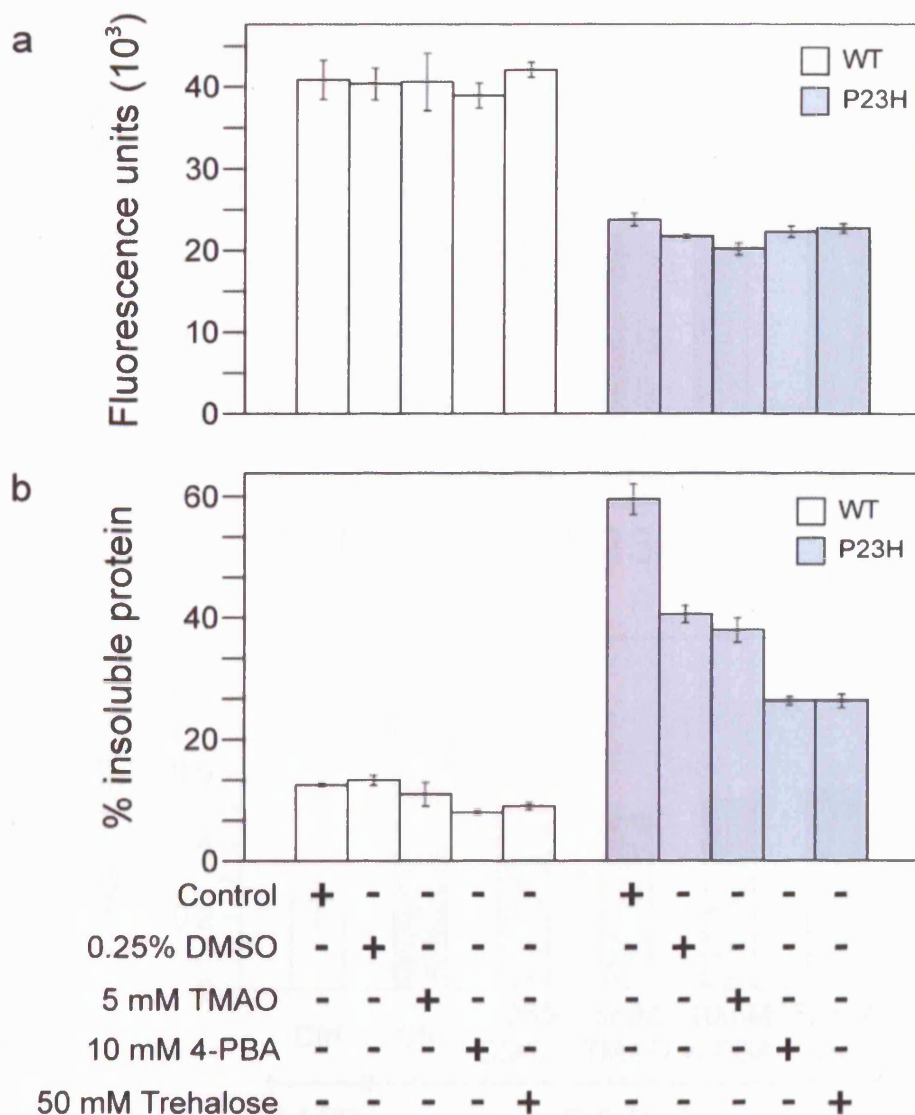 a
Fluorescence units (10³)
40
30
20
10
0
WT
P23H
b
% insoluble protein
60
40
20
0
WT
P23H
Control + - - - - + - - - -
0.25% DMSO - + - - - - + - - -
5 mM TMAO - - + - - - - + - -
10 mM 4-PBA - - - + - - - - + -
50 mM Trehalose - - - - + - - - - +